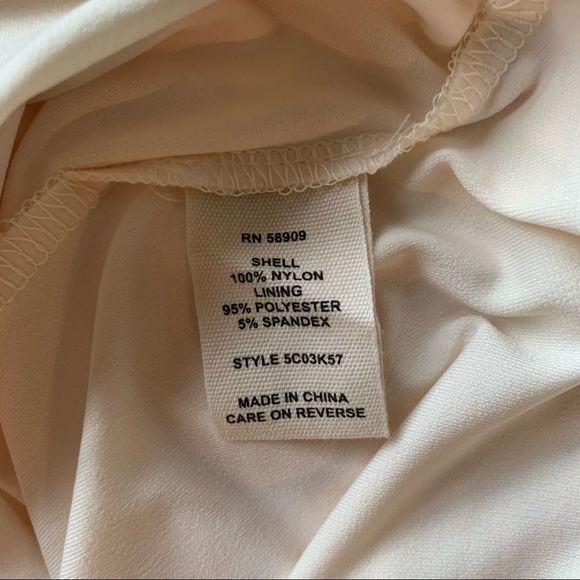 RN 58909
SHELL
100% NYLON
LINING
95% POLYESTER
5% SPANDEX
STYLE 5C03K57
MADE IN CHINA
CARE ON REVERSE